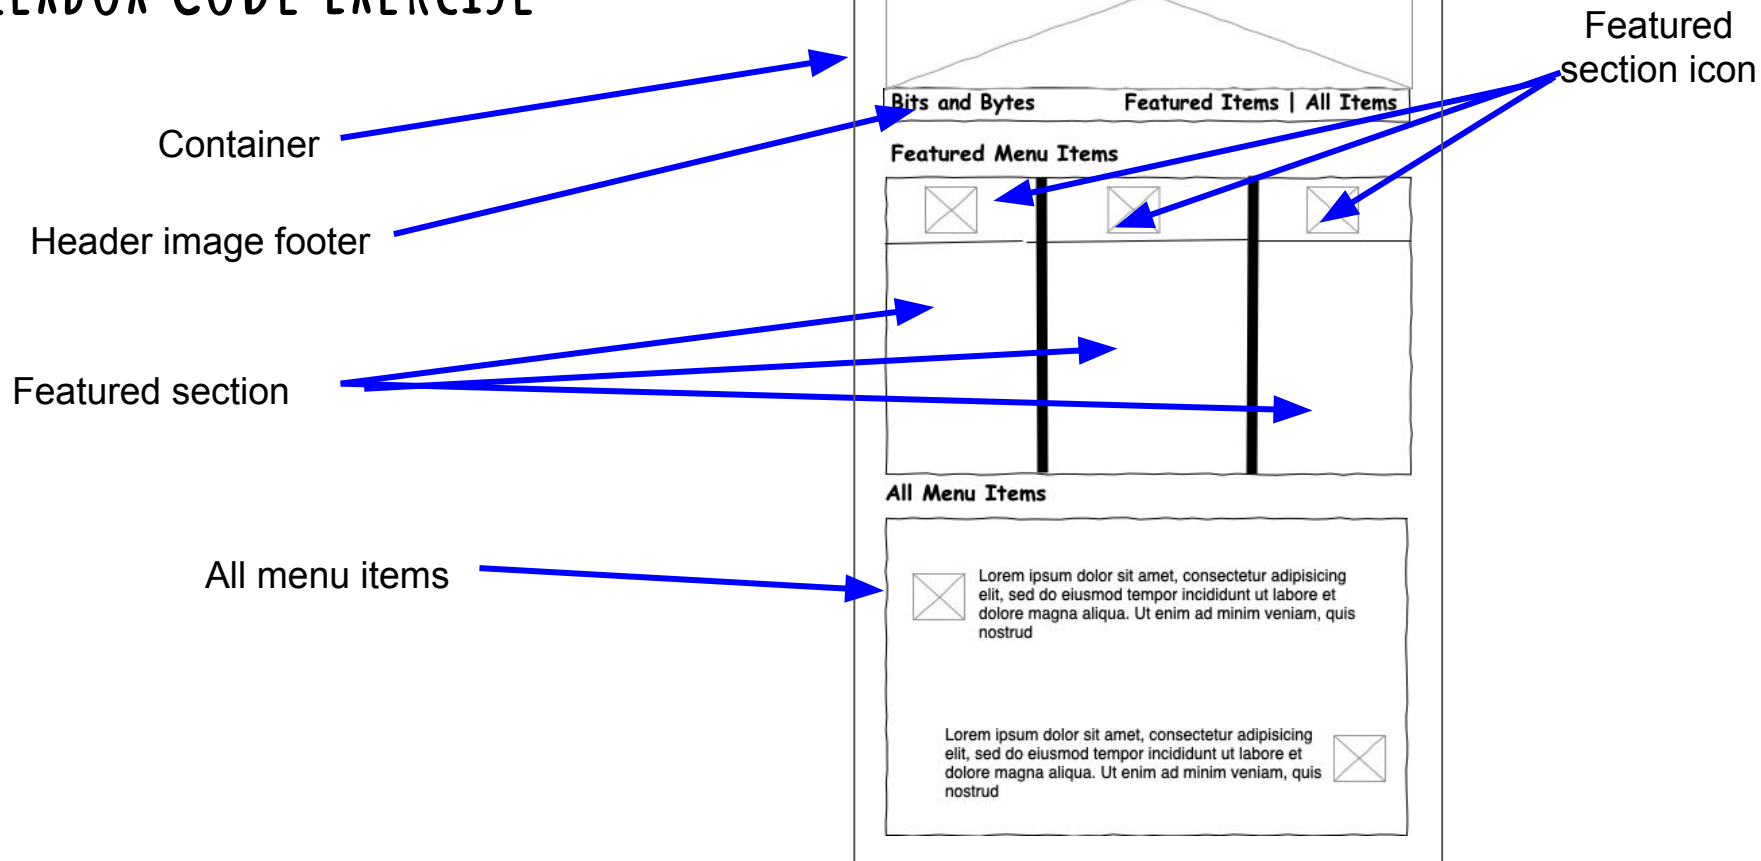 CODE EXERCISE
Featured
section icon
Container
Bits and Bytes
Featured Items | All Items
Header image footer
Featured Menu Items
Featured section
All Menu Items
All menu items
Lorem ipsum dolor sit amet, consectetur adipisicing
elit, sed do eiusmod tempor incididunt ut labore et
dolore magna aliqua. Ut enim ad minim veniam, quis
nostrud
Lorem ipsum dolor sit amet, consectetur adipisicing
elit, sed do eiusmod tempor incididunt ut labore et
dolore magna aliqua. Ut enim ad minim veniam, quis
nostrud